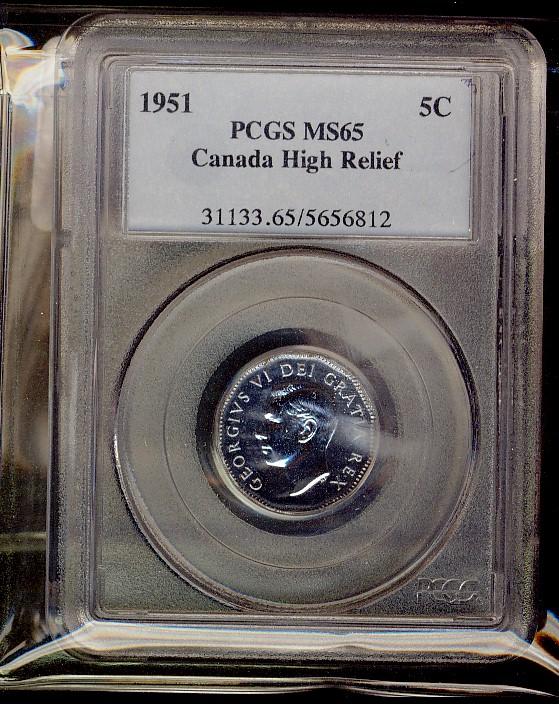 1951 5C
PCGS MS65
Canada High Relief
31133.65/5656812
GEORGIVS VI DEI GRATIA REX
PCGS